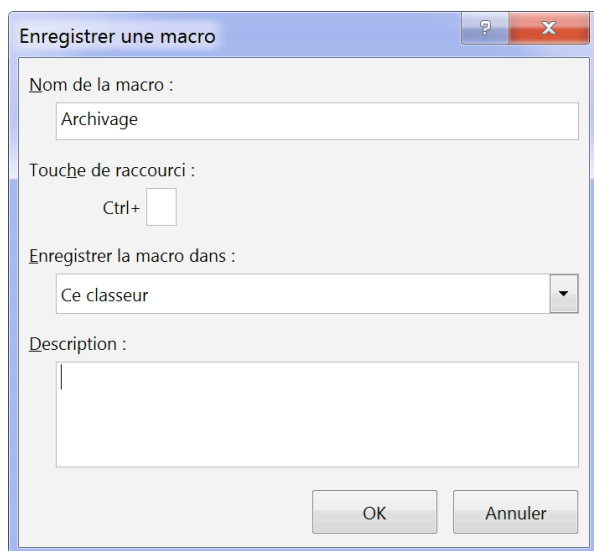 Enregistrer une macro
?
Nom de la macro :
Archivage
Touche de raccourci :
Ctrl+
Enregistrer la macro dans :
Ce classeur
Description :
OK Annuler